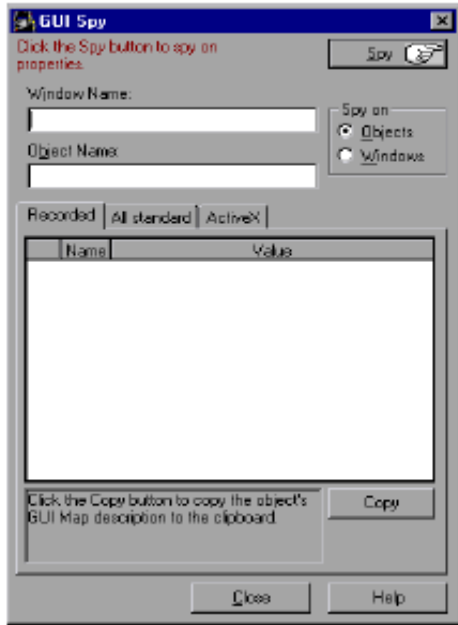 GUI Spy
Click the Spy button to spy on
properties.
Spy
Window Name:
Spy on
Objects
Windows
Object Name:
Recorded
All standard
ActiveX
Name
Value
Click the Copy button to copy the object's
GUI Map description to the clipboard.
Copy
Close
Help